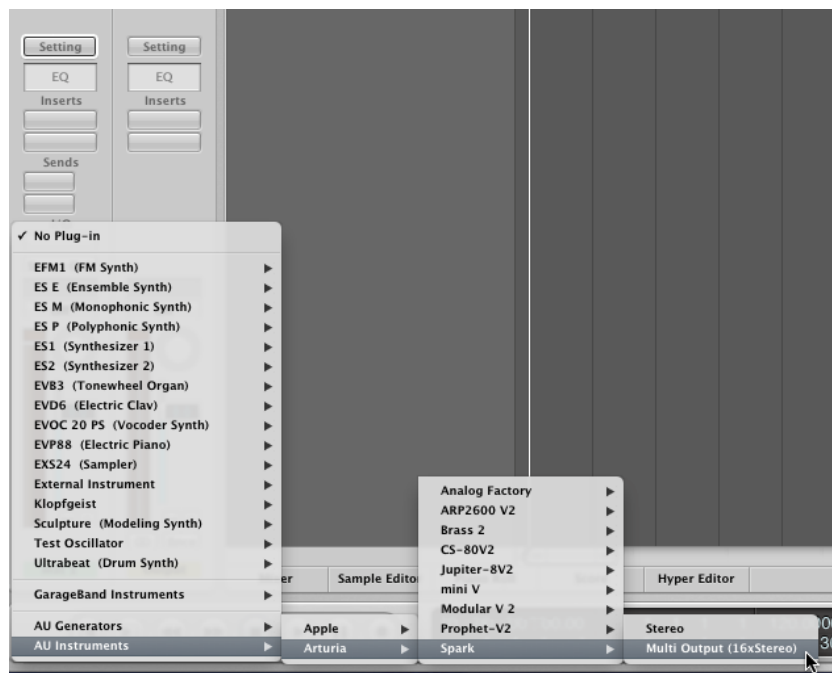 Setting
Setting
EQ
EQ
Inserts
Inserts
Sends
✓ No Plug-in
EFM1 (FM Synth)
ES E (Ensemble Synth)
ES M (Monophonic Synth)
ES P (Polyphonic Synth)
ES1 (Synthesizer 1)
ES2 (Synthesizer 2)
EVB3 (Tonewheel Organ)
EVD6 (Electric Clav)
EVOC 20 PS (Vocoder Synth)
EVP88 (Electric Piano)
EXS24 (Sampler)
External Instrument
Klopfgeist
Sculpture (Modeling Synth)
Test Oscillator
Ultrabeat (Drum Synth)
GarageBand Instruments
AU Generators
AU Instruments
Apple
Arturia
Analog Factory
ARP2600 V2
Brass 2
CS-80V2
Jupiter-8V2
mini V
Modular V 2
Prophet-V2
Spark
Stereo
Multi Output (16xStereo)
Sample Edito
Hyper Editor